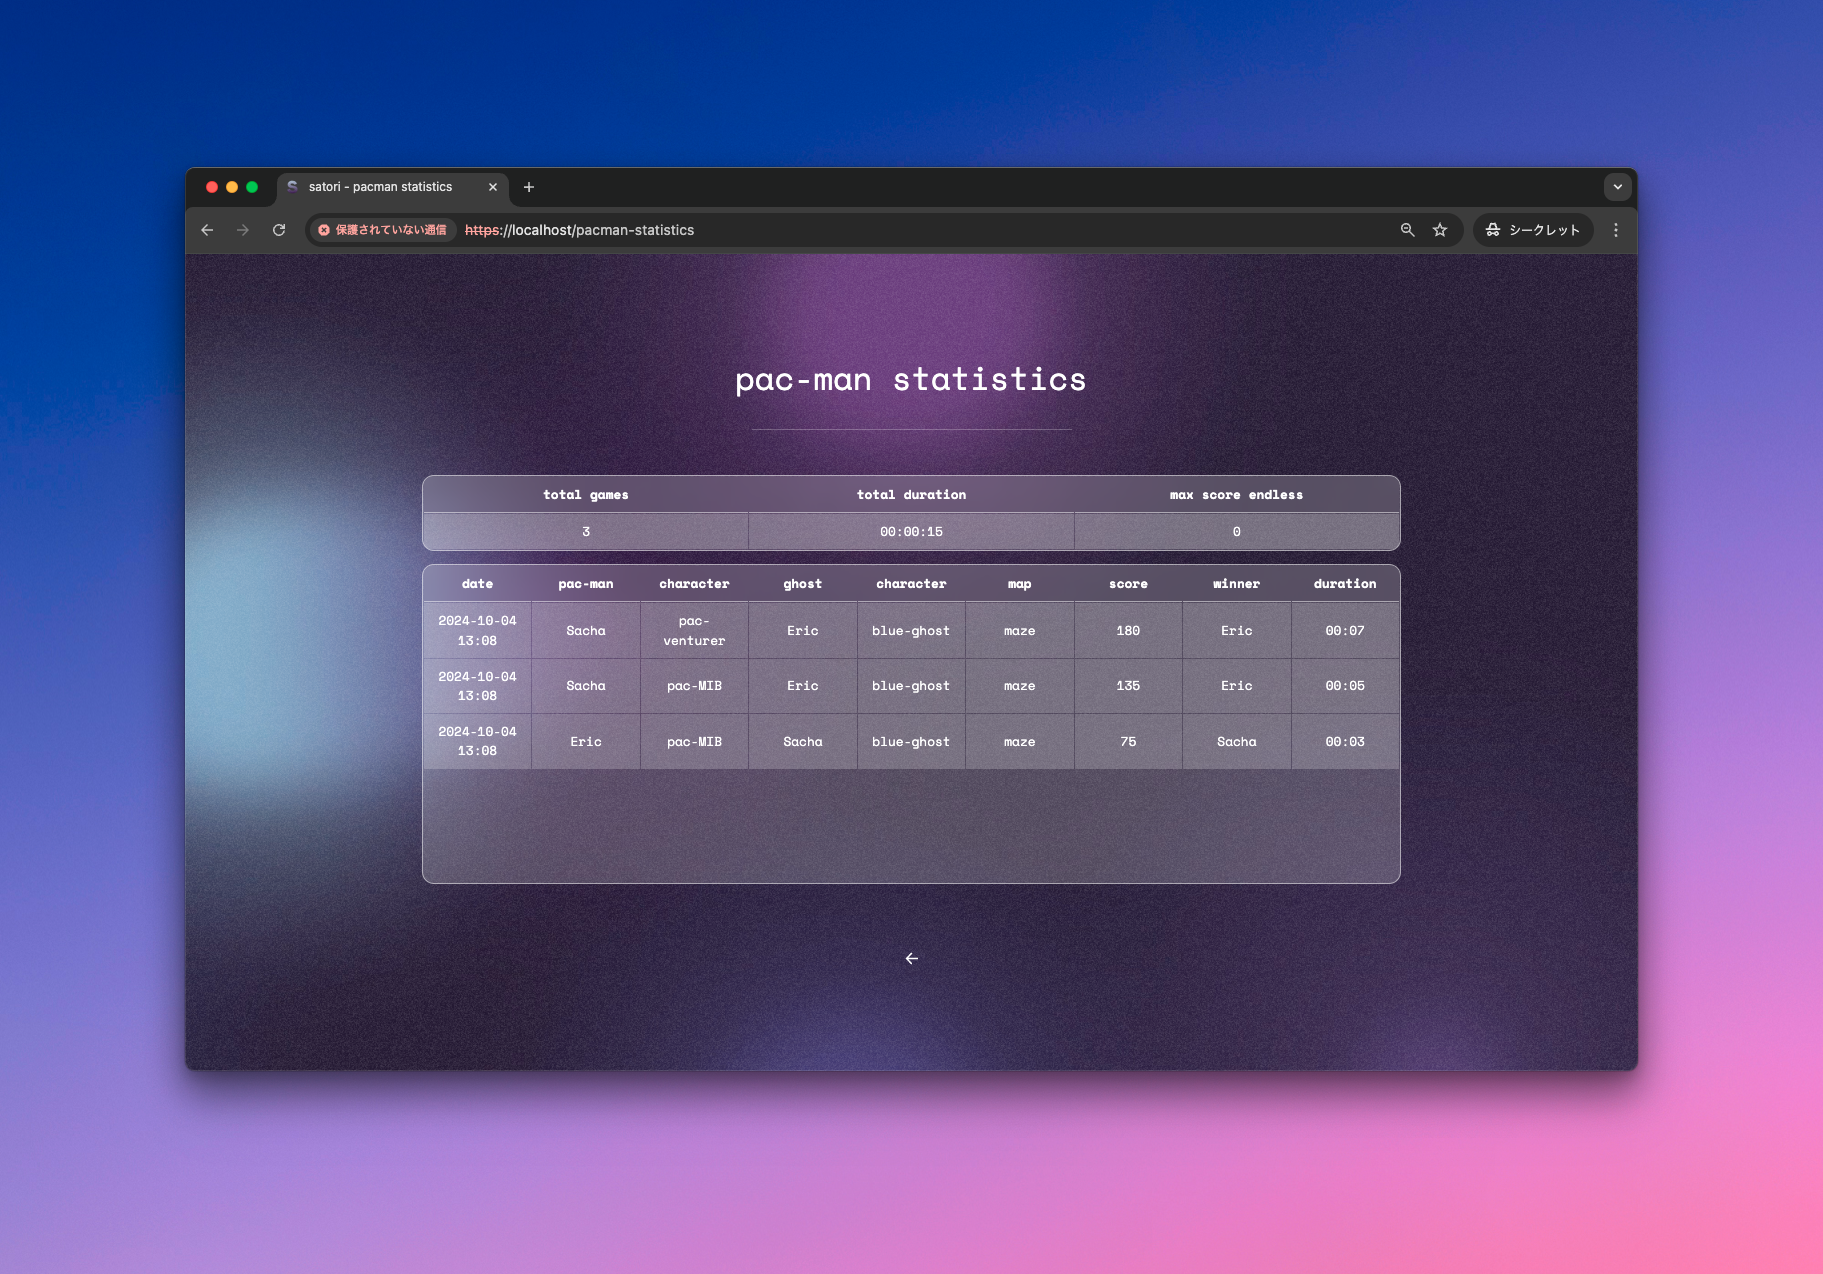 satori - pacman statistics
保護されていない通信 https://localhost/pacman-statistics シークレット
pac-man statistics
total games total duration max score endless
3 00:00:15 0
date pac-man character ghost character map score winner duration
2024-10-04 13:08 Sacha pac-venturer Eric blue-ghost maze 180 Eric 00:07
2024-10-04 13:08 Sacha pac-MIB Eric blue-ghost maze 135 Eric 00:05
2024-10-04 13:08 Eric pac-MIB Sacha blue-ghost maze 75 Sacha 00:03